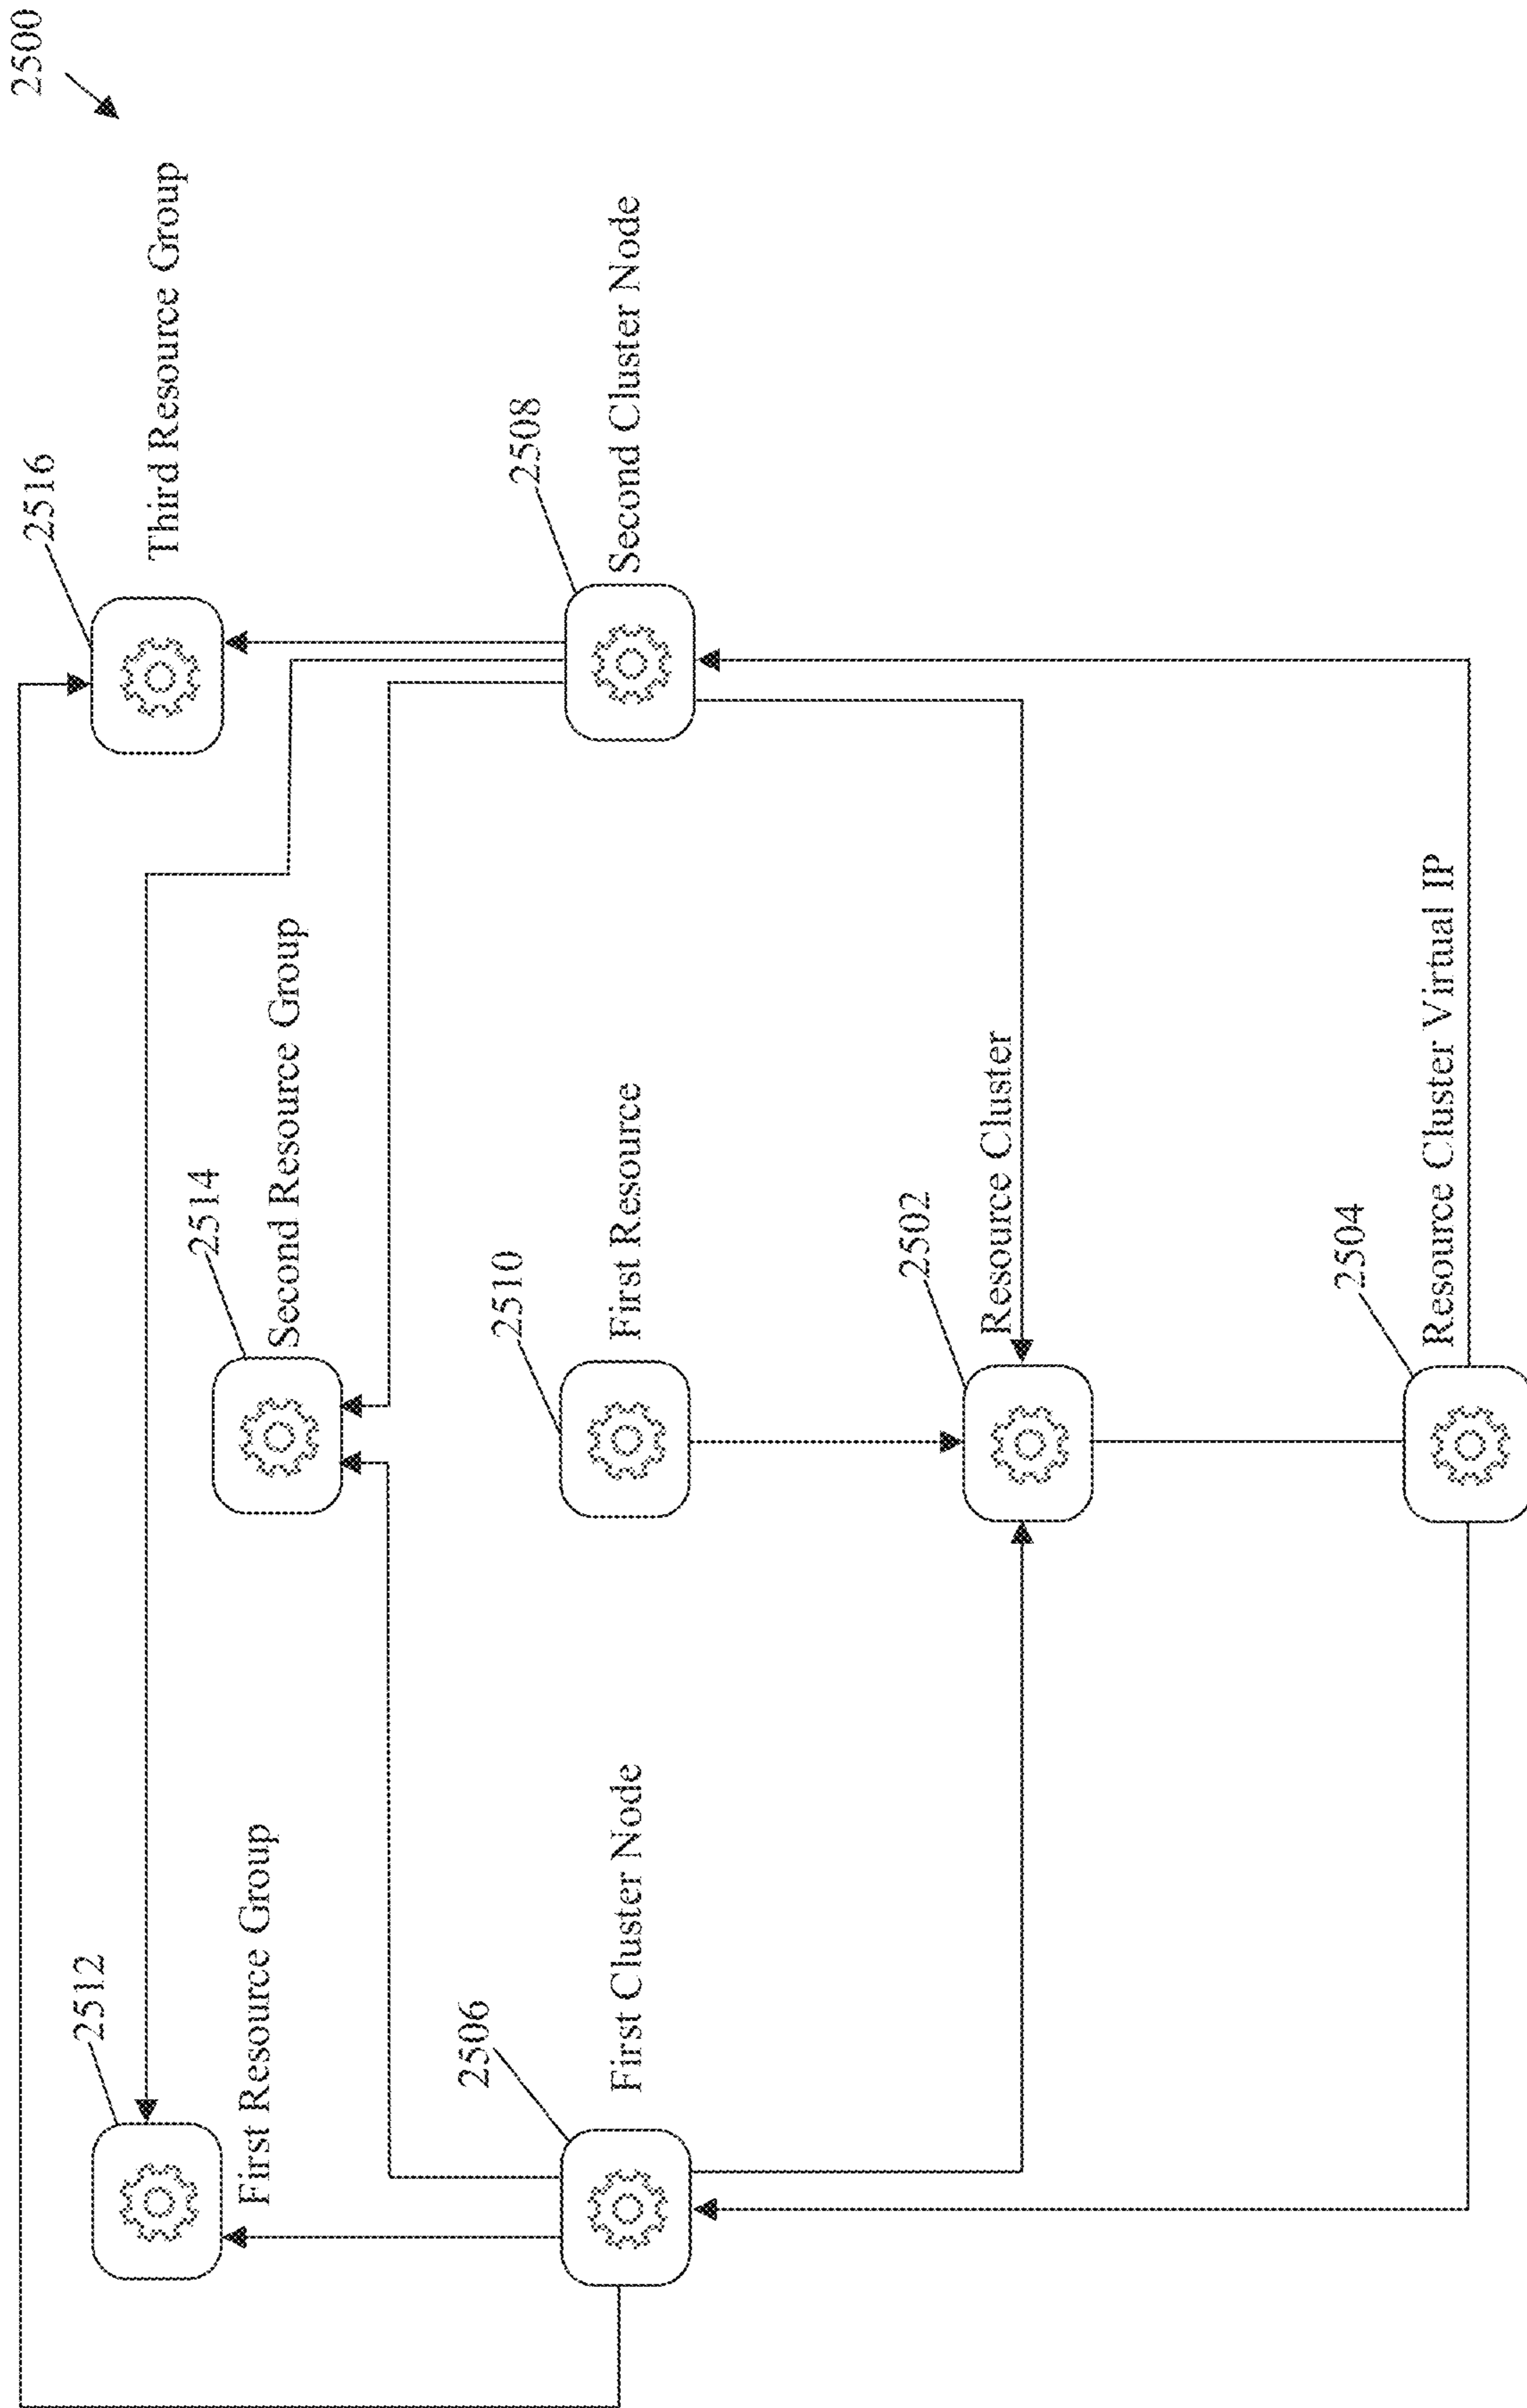 2500
2516
Third Resource Group
2514
Second Resource Group
2512
First Resource Group
2508
Second Cluster Node
2510
First Resource
2506
First Cluster Node
2502
Resource Cluster
2504
Resource Cluster Virtual IP